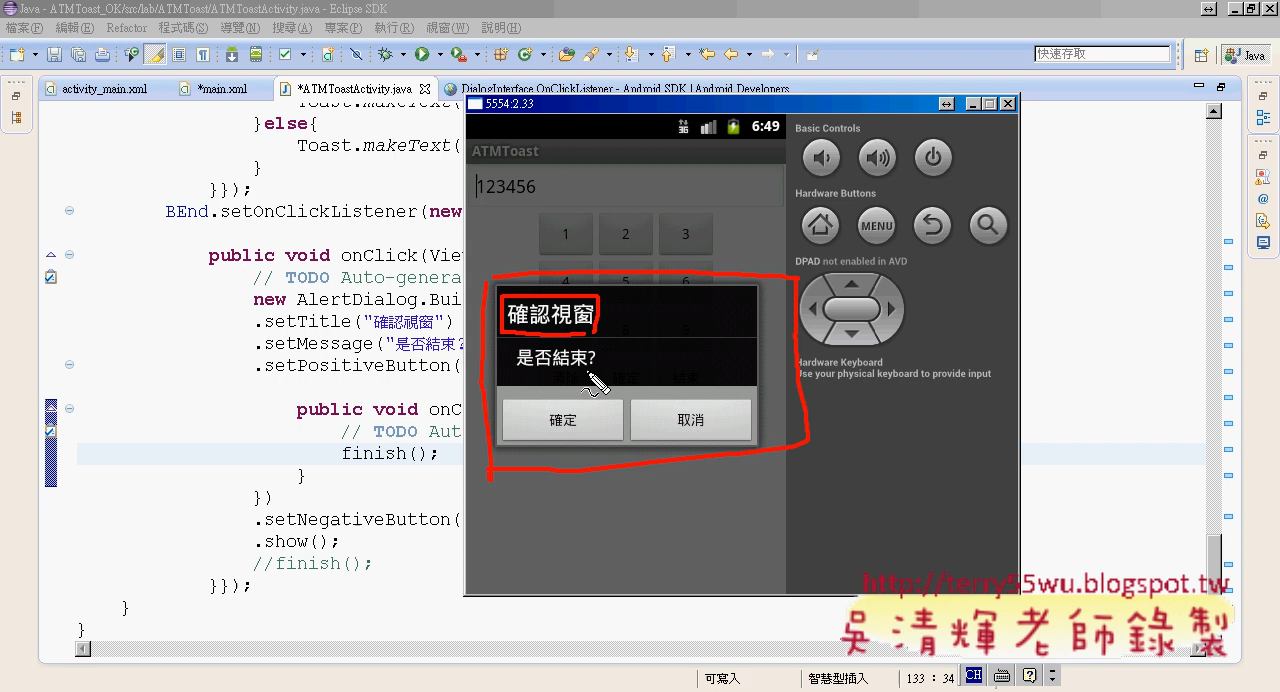 Java - ATMToast_OK/src/lab/ATMToast/ATMToastActivity.java - Eclipse SDK
檔案(F) 編輯(E) Refactor 程式碼(S) 導覽(N) 搜尋(A) 專案(P) 執行(R) 視窗(W) 說明(H)
快速存取
Java
activity_main.xml
*main.xml
*ATMToastActivity.java
DialogInterface.OnClickListener - Android SDK | Android Developers
}else{
Toast.makeText(
}
}});
BEnd.setOnClickListener(new
public void onClick(Vie
// TODO Auto-genera
new AlertDialog.Bui
.setTitle("確認視窗")
.setMessage("是否結束?
.setPositiveButton(
public void onC
// TODO Aut
finish();
}
})
.setNegativeButton(
.show();
//finish();
}});
}
}
5554:2.33
3G
6:49
ATMToast
123456
1 2 3
4 5 6
確認視窗
是否結束?
確定 取消
Basic Controls
Hardware Buttons
MENU
DPAD not enabled in AVD
Hardware Keyboard
Use your physical keyboard to provide input
http://terry55wu.blogspot.tw
吳清輝老師錄製
可寫入
智慧型插入
133 : 34
CH